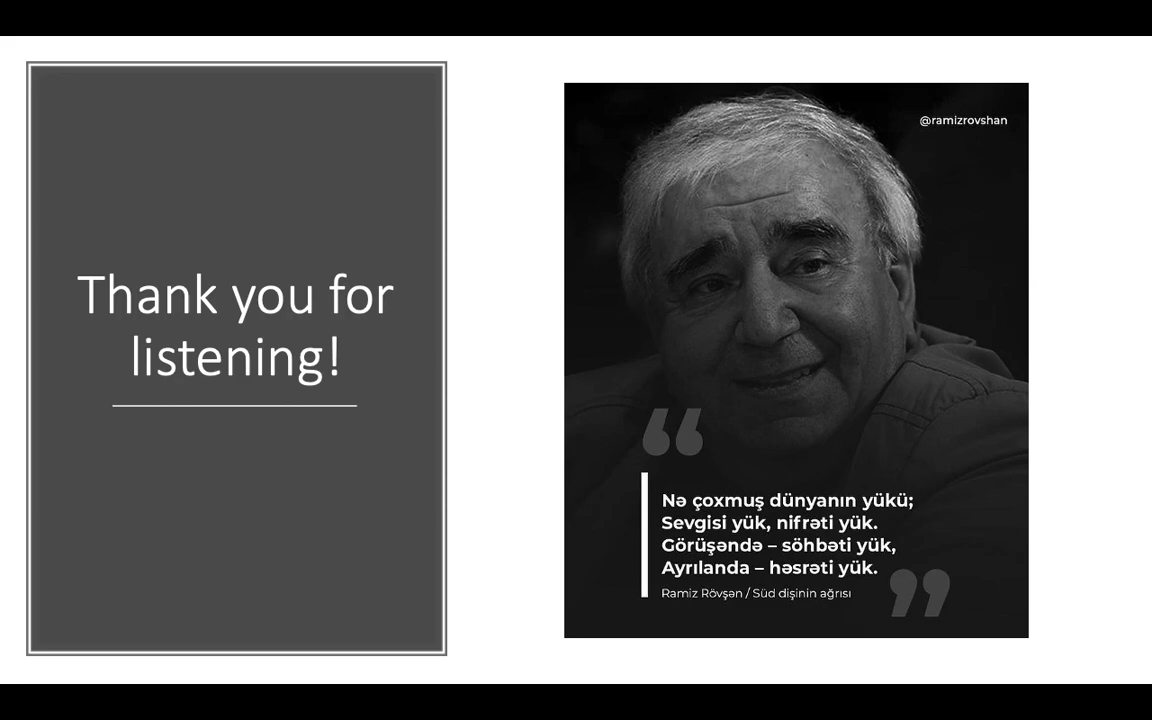 Thank you for
listening!
@ramizrovshan
Nə çoxmuş dünyanın yükü;
Sevgisi yük, nifrəti yük.
Görüşəndə – söhbəti yük,
Ayrılanda – həsrəti yük.
Ramiz Rövşən / Süd dişinin ağrısı